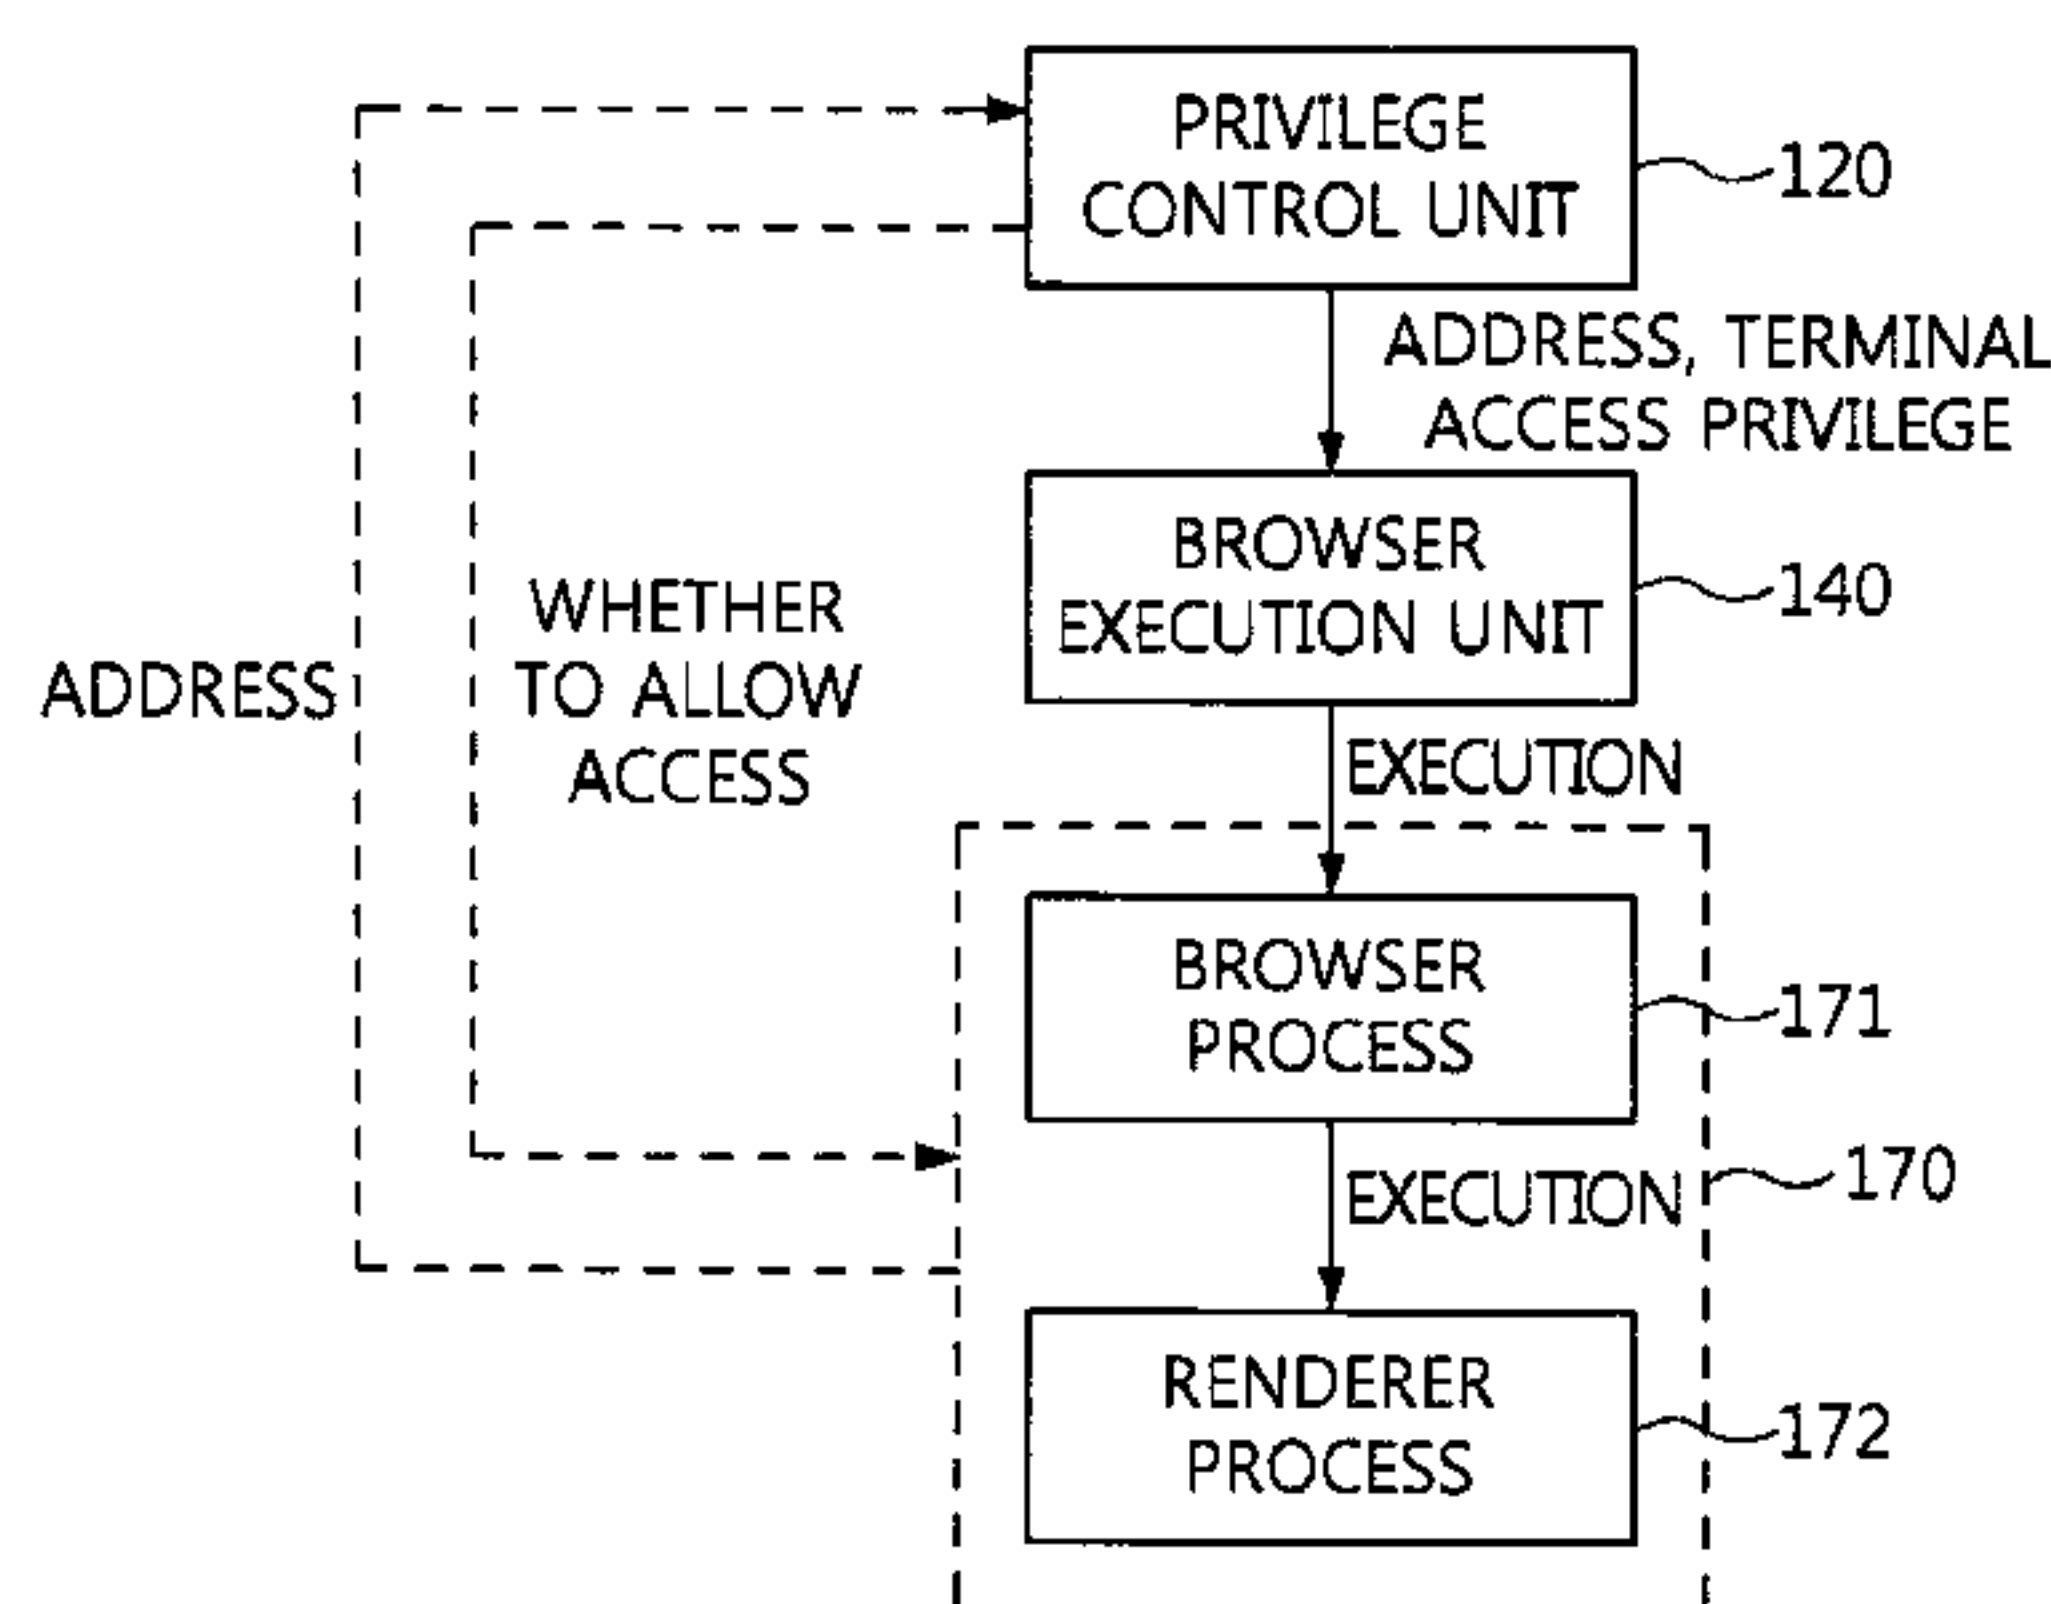 PRIVILEGE
CONTROL UNIT
120
ADDRESS, TERMINAL
ACCESS PRIVILEGE
BROWSER
EXECUTION UNIT
140
WHETHER
TO ALLOW
ACCESS
ADDRESS
EXECUTION
BROWSER
PROCESS
171
170
EXECUTION
RENDERER
PROCESS
172